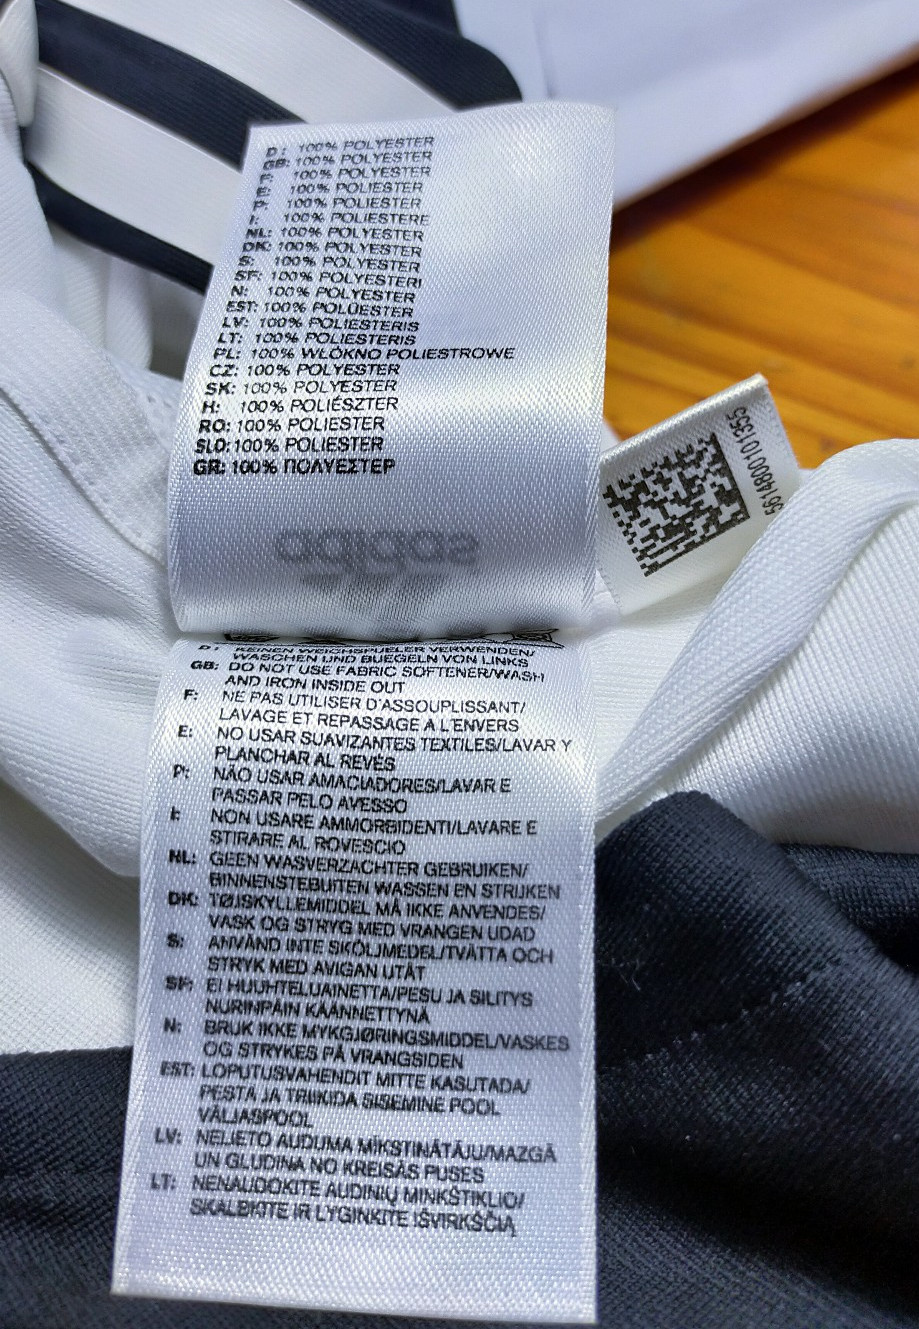 D: 100% POLYESTER
GB: 100% POLYESTER
F: 100% POLYESTER
E: 100% POLIESTER
P: 100% POLIESTER
I: 100% POLIESTERE
NL: 100% POLYESTER
DK: 100% POLYESTER
S: 100% POLYESTER
SF: 100% POLYESTERI
N: 100% POLYESTER
EST: 100% POLÜESTER
LV: 100% POLIESTERIS
LT: 100% POLIESTERIS
PL: 100% WŁÓKNO POLIESTROWE
CZ: 100% POLYESTER
SK: 100% POLYESTER
H: 100% POLIÉSZTER
RO: 100% POLIESTER
SLO: 100% POLIESTER
GR: 100% ΠΟΛΥΕΣΤΕΡ
adidas
5614800101355
D: KEINEN WEICHSPUELER VERWENDEN/
WASCHEN UND BUEGELN VON LINKS
GB: DO NOT USE FABRIC SOFTENER/WASH
AND IRON INSIDE OUT
F: NE PAS UTILISER D'ASSOUPLISSANT/
LAVAGE ET REPASSAGE A L'ENVERS
E: NO USAR SUAVIZANTES TEXTILES/LAVAR Y
PLANCHAR AL REVÉS
P: NÃO USAR AMACIADORES/LAVAR E
PASSAR PELO AVESSO
I: NON USARE AMMORBIDENTI/LAVARE E
STIRARE AL ROVESCIO
NL: GEEN WASVERZACHTER GEBRUIKEN/
BINNENSTEBUITEN WASSEN EN STRIJKEN
DK: TØJSKYLLEMIDDEL MÅ IKKE ANVENDES/
VASK OG STRYG MED VRANGEN UDAD
S: ANVÄND INTE SKÖLJMEDEL/TVÄTTA OCH
STRYK MED AVIGAN UTÅT
SF: EI HUUHTELUAINETTA/PESU JA SILITYS
NURINPÄIN KÄÄNNETTYNÄ
N: BRUK IKKE MYKGJØRINGSMIDDEL/VASKES
OG STRYKES PÅ VRANGSIDEN
EST: LOPUTUSVAHENDIT MITTE KASUTADA/
PESTA JA TRIIKIDA SISEMINE POOL
VÄLJASPOOL
LV: NELIETO AUDUMA MĪKSTINĀTĀJU/MAZGĀ
UN GLUDINA NO KREISĀS PUSES
LT: NENAUDOKITE AUDINIŲ MINKŠTIKLIO/
SKALBKITE IR LYGINKITE IŠVIRKŠČIĄ